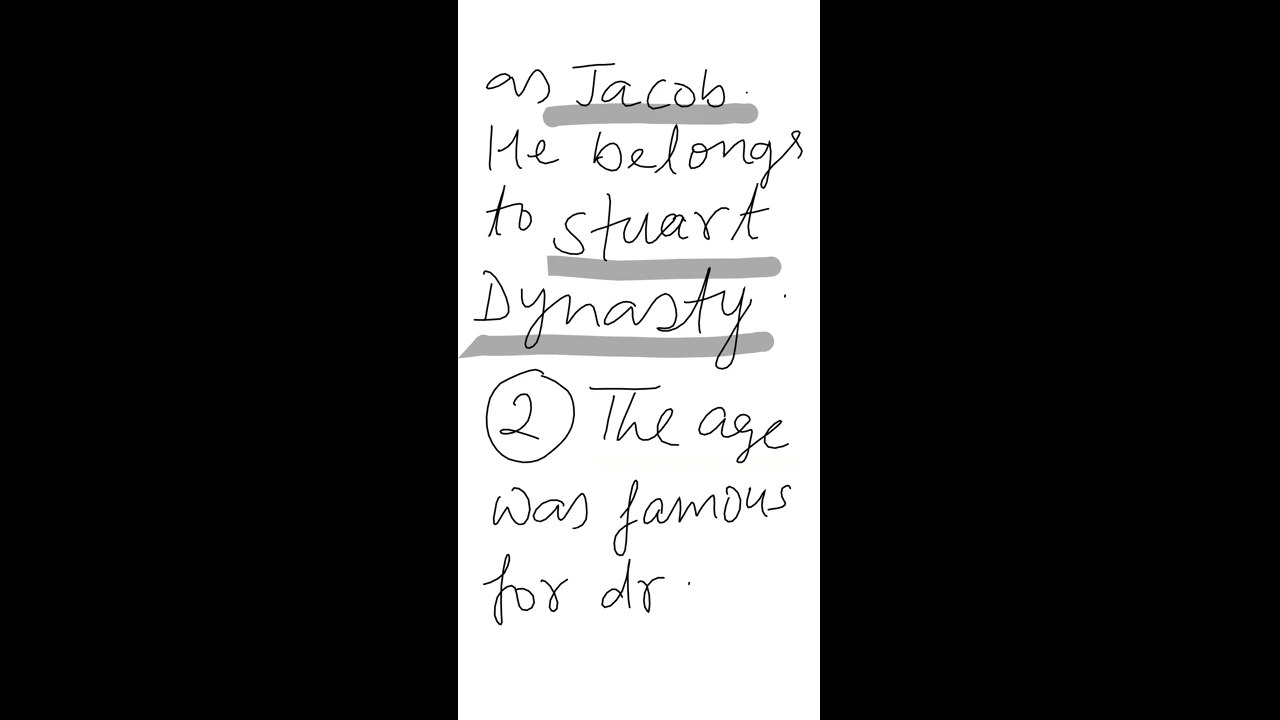 as Jacob.
He belongs
to Stuart
Dynasty.
2 The age
was famous
for dr.